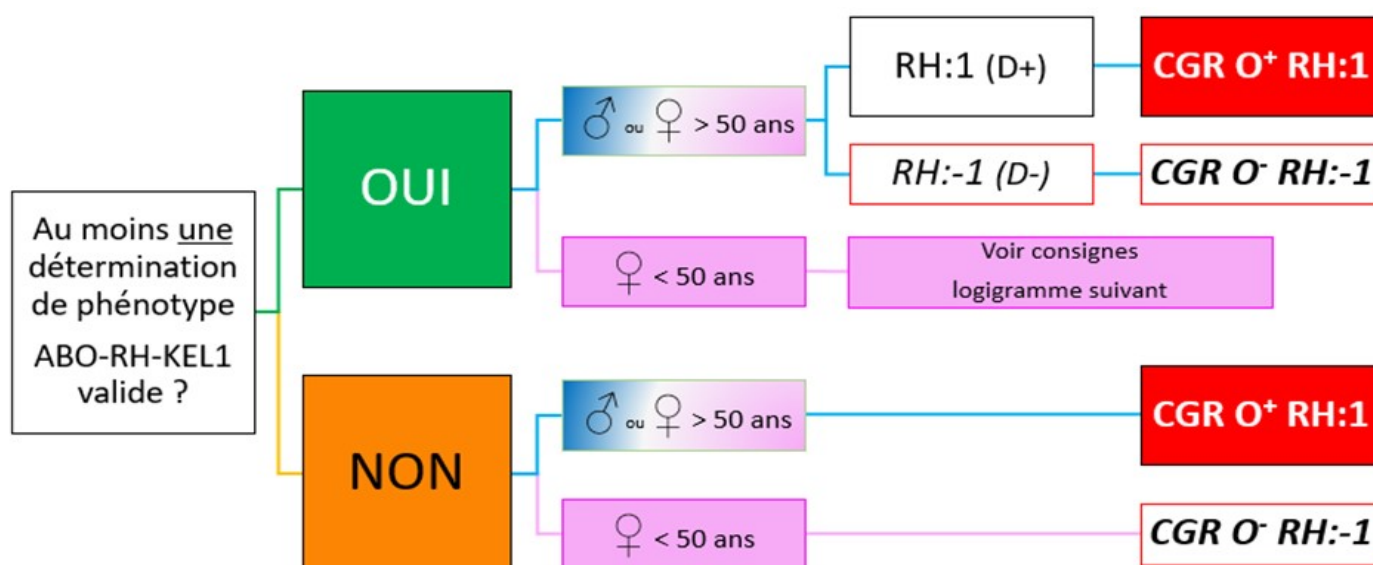 Au moins une
détermination
de phénotype
ABO-RH-KEL1
valide ?
OUI
♂ ou ♀ > 50 ans
RH:1 (D+)
CGR O⁺ RH:1
RH:-1 (D-)
CGR O⁻ RH:-1
♀ < 50 ans
Voir consignes
logigramme suivant
NON
♂ ou ♀ > 50 ans
CGR O⁺ RH:1
♀ < 50 ans
CGR O⁻ RH:-1